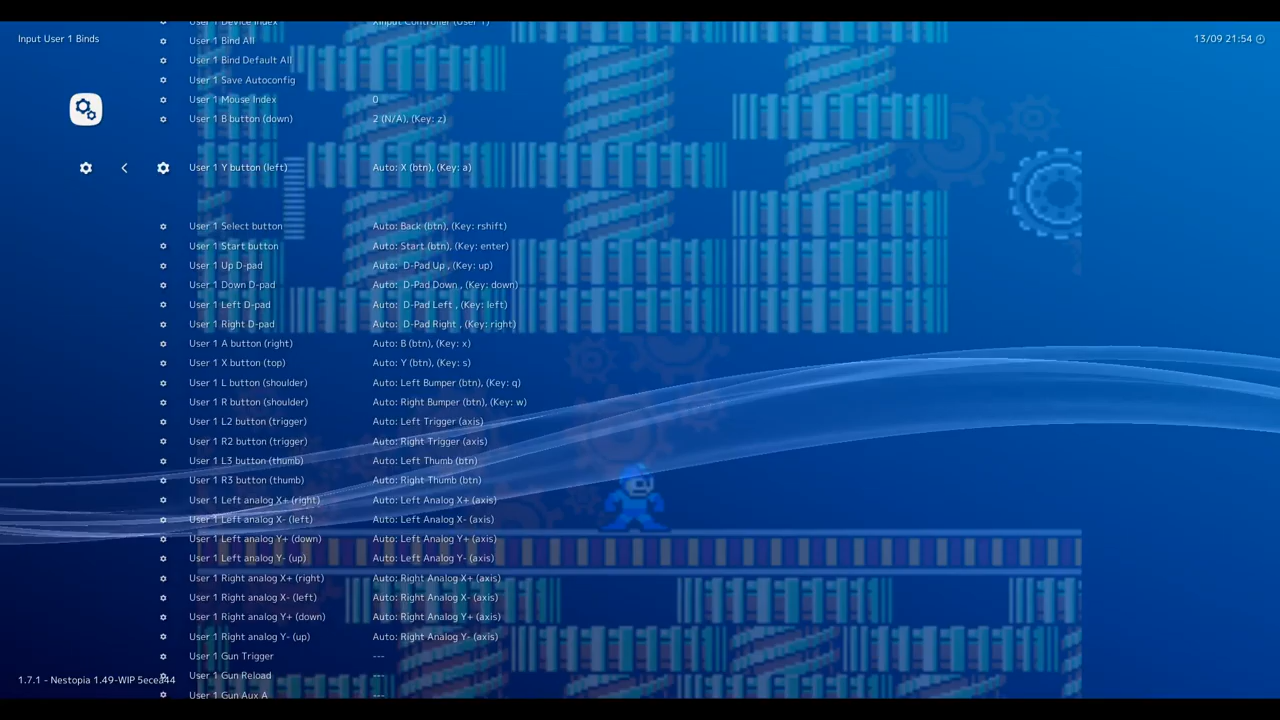 User 1 Device Index XInput Controller (User 1)
Input User 1 Binds
13/09 21:54
User 1 Bind All
User 1 Bind Default All
User 1 Save Autoconfig
User 1 Mouse Index 0
User 1 B button (down) 2 (N/A), (Key: z)
User 1 Y button (left) Auto: X (btn), (Key: a)
User 1 Select button Auto: Back (btn), (Key: rshift)
User 1 Start button Auto: Start (btn), (Key: enter)
User 1 Up D-pad Auto: D-Pad Up , (Key: up)
User 1 Down D-pad Auto: D-Pad Down , (Key: down)
User 1 Left D-pad Auto: D-Pad Left , (Key: left)
User 1 Right D-pad Auto: D-Pad Right , (Key: right)
User 1 A button (right) Auto: B (btn), (Key: x)
User 1 X button (top) Auto: Y (btn), (Key: s)
User 1 L button (shoulder) Auto: Left Bumper (btn), (Key: q)
User 1 R button (shoulder) Auto: Right Bumper (btn), (Key: w)
User 1 L2 button (trigger) Auto: Left Trigger (axis)
User 1 R2 button (trigger) Auto: Right Trigger (axis)
User 1 L3 button (thumb) Auto: Left Thumb (btn)
User 1 R3 button (thumb) Auto: Right Thumb (btn)
User 1 Left analog X+ (right) Auto: Left Analog X+ (axis)
User 1 Left analog X- (left) Auto: Left Analog X- (axis)
User 1 Left analog Y+ (down) Auto: Left Analog Y+ (axis)
User 1 Left analog Y- (up) Auto: Left Analog Y- (axis)
User 1 Right analog X+ (right) Auto: Right Analog X+ (axis)
User 1 Right analog X- (left) Auto: Right Analog X- (axis)
User 1 Right analog Y+ (down) Auto: Right Analog Y+ (axis)
User 1 Right analog Y- (up) Auto: Right Analog Y- (axis)
User 1 Gun Trigger ---
User 1 Gun Reload ---
1.7.1 - Nestopia 1.49-WIP 5ecea44
User 1 Gun Aux A ---